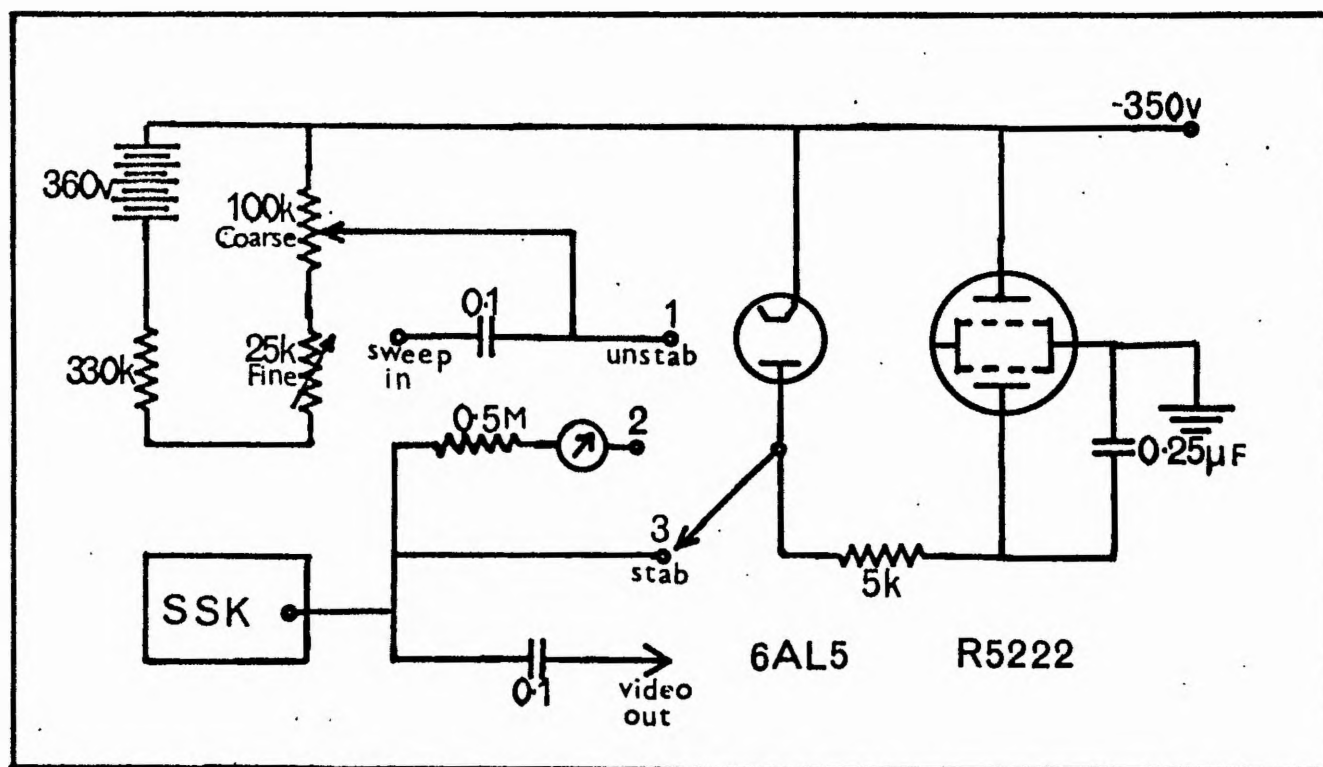 -350v
360v
100k
Coarse
0·1
1
sweep
in
unstab
330k
25k
Fine
0·5M
2
0·25µF
3
stab
5k
SSK
6AL5
R5222
0·1
video
out